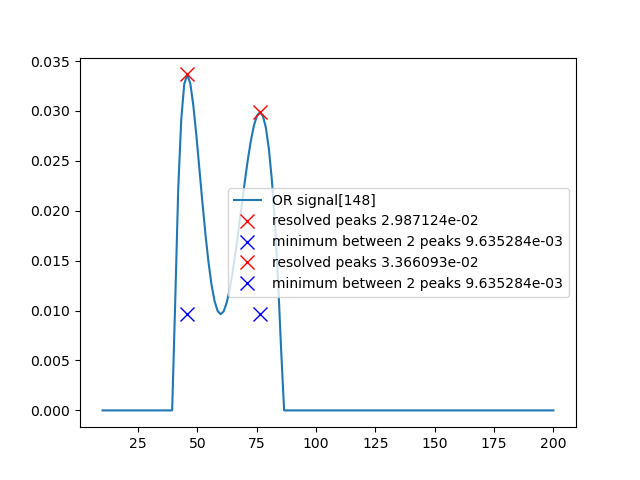 0.035
0.030
0.025
0.020
0.015
0.010
0.005
0.000
OR signal[148]
resolved peaks 2.987124e-02
minimum between 2 peaks 9.635284e-03
resolved peaks 3.366093e-02
minimum between 2 peaks 9.635284e-03
25 50 75 100 125 150 175 200